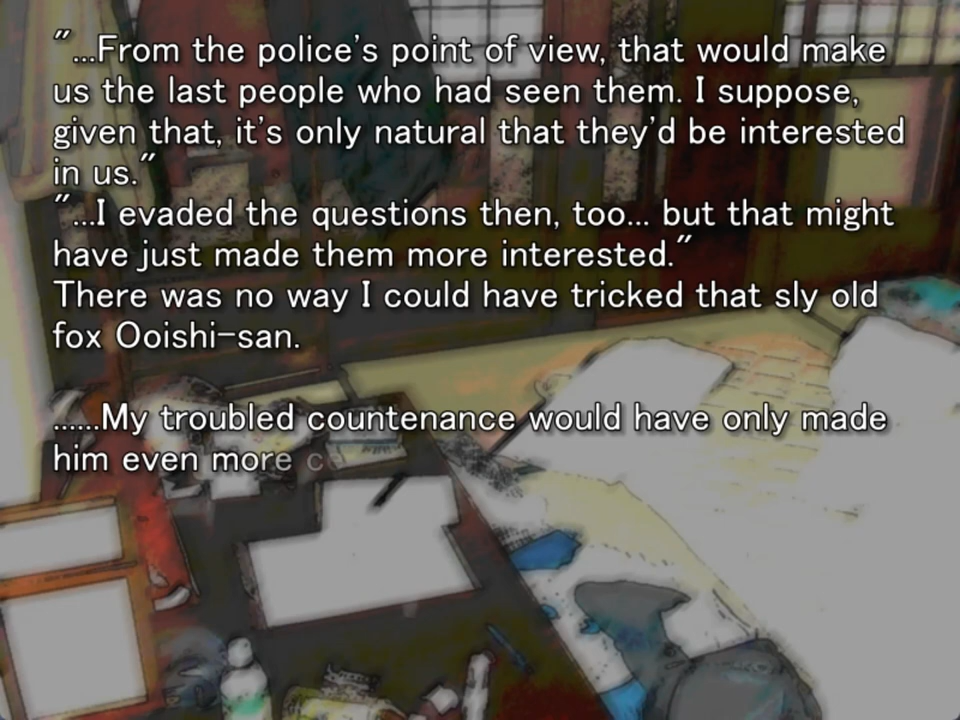 "...From the police's point of view, that would make
us the last people who had seen them. I suppose,
given that, it's only natural that they'd be interested
in us."
"...I evaded the questions then, too... but that might
have just made them more interested."
There was no way I could have tricked that sly old
fox Ooishi-san.
......My troubled countenance would have only made
him even more ce